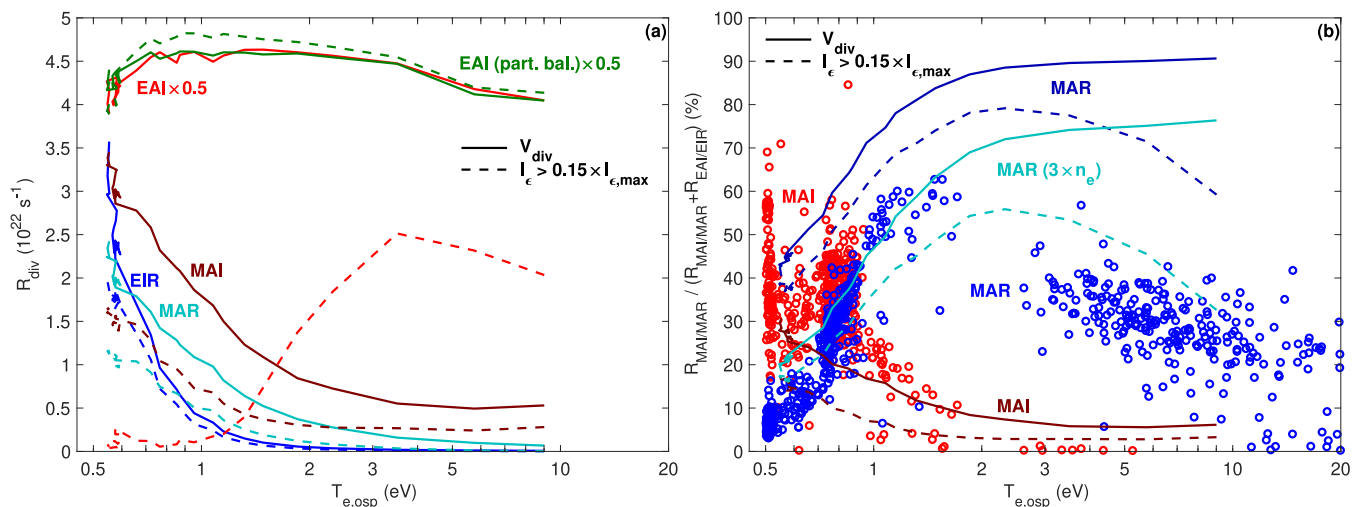 (a)
5
4.5
4
3.5
3
2.5
2
1.5
1
0.5
0
R_div (10^22 s^-1)
EAI (part. bal.) × 0.5
EAI × 0.5
V_div
I_ϵ > 0.15 × I_ϵ,max
MAI
EIR
MAR
0.5 1 2 3 5 10 20
T_e,osp (eV)
(b)
100
90
80
70
60
50
40
30
20
10
0
R_MAI/MAR / (R_MAI/MAR + R_EAI/EIR) (%)
V_div
I_ϵ > 0.15 × I_ϵ,max
MAR
MAR (3 × n_e)
MAI
MAR
MAI
0.5 1 2 3 5 10 20
T_e,osp (eV)